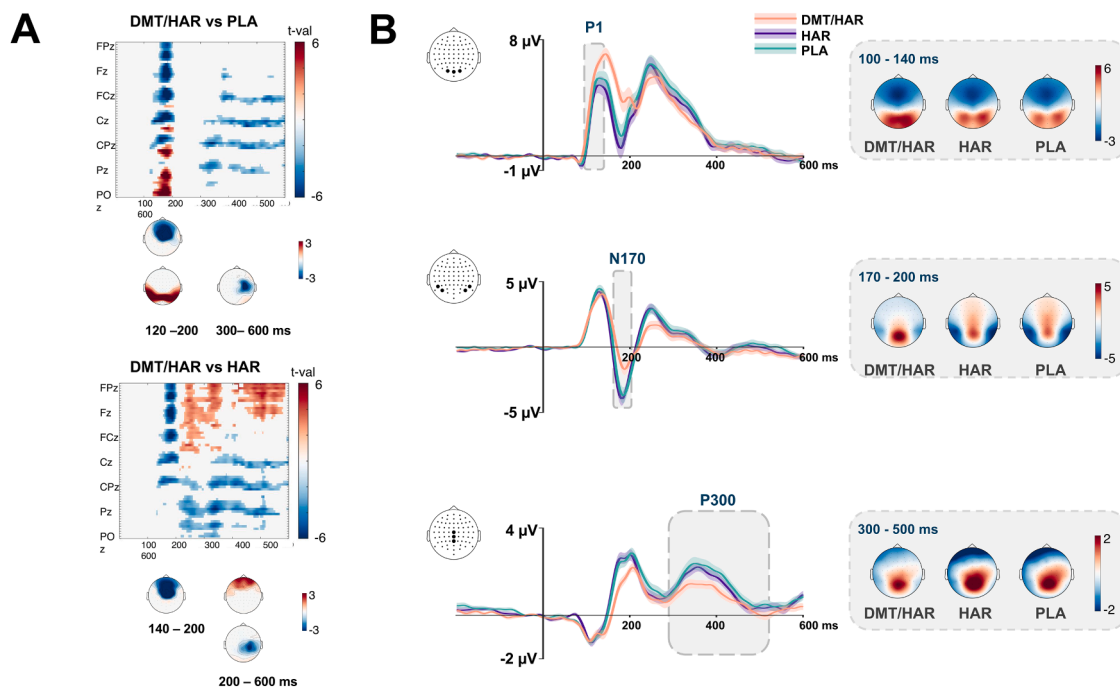 A
DMT/HAR vs PLA
t-val
6
-6
FPz
Fz
FCz
Cz
CPz
Pz
PO
z
100 200 300 400 500
600
3
-3
120 –200 300– 600 ms
DMT/HAR vs HAR
t-val
6
-6
FPz
Fz
FCz
Cz
CPz
Pz
PO
z
100 200 300 400 500
600
3
-3
140 – 200
200 – 600 ms
B
DMT/HAR
HAR
PLA
P1
8 µV
-1 µV
200 400 600 ms
100 - 140 ms
DMT/HAR HAR PLA
6
-3
N170
5 µV
-5 µV
200 400 600 ms
170 - 200 ms
DMT/HAR HAR PLA
5
-5
P300
4 µV
-2 µV
200 400 600 ms
300 - 500 ms
DMT/HAR HAR PLA
2
-2